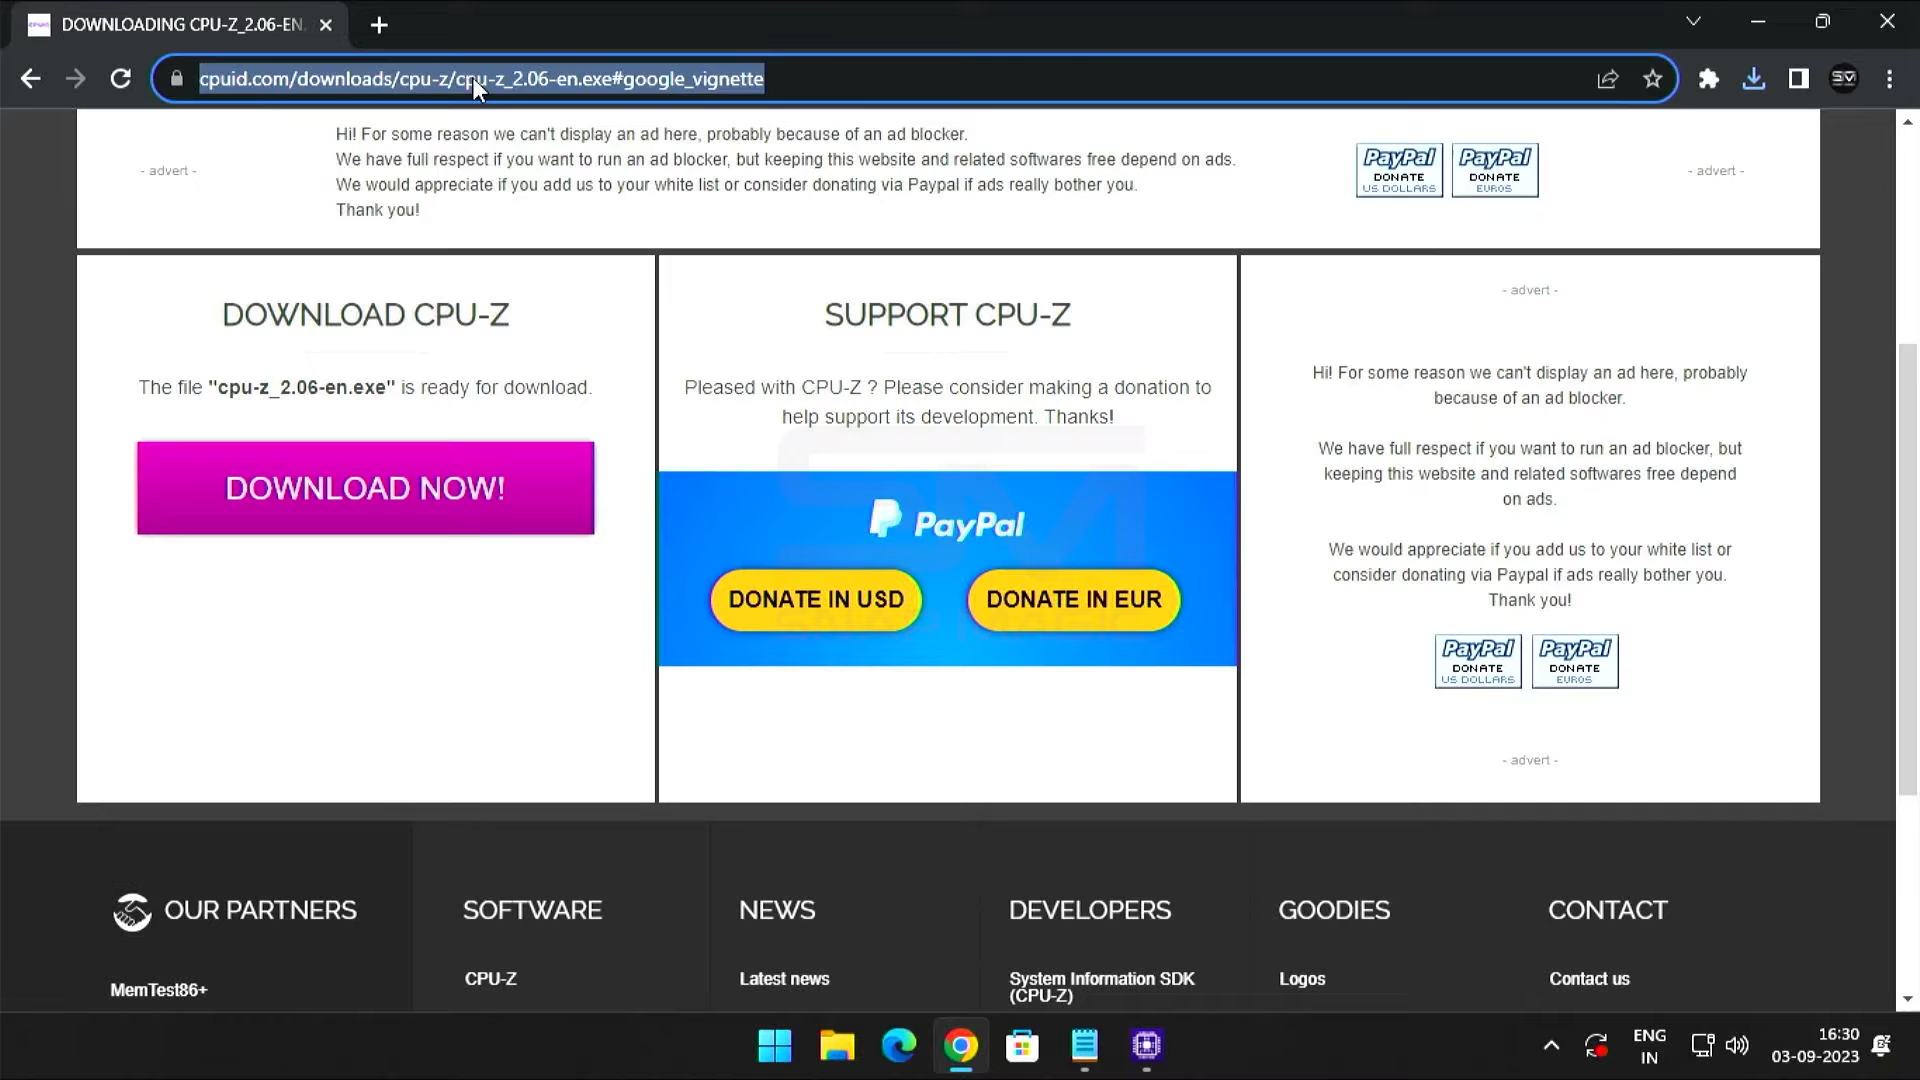 DOWNLOADING CPU-Z_2.06-EN.
cpuid.com/downloads/cpu-z/cpu-z_2.06-en.exe#google_vignette
SM
- advert -
Hi! For some reason we can't display an ad here, probably because of an ad blocker.
We have full respect if you want to run an ad blocker, but keeping this website and related softwares free depend on ads.
We would appreciate if you add us to your white list or consider donating via Paypal if ads really bother you.
Thank you!
PayPal
DONATE
US DOLLARS
PayPal
DONATE
EUROS
- advert -
DOWNLOAD CPU-Z
The file "cpu-z_2.06-en.exe" is ready for download.
DOWNLOAD NOW!
SUPPORT CPU-Z
Pleased with CPU-Z ? Please consider making a donation to
help support its development. Thanks!
PayPal
DONATE IN USD
DONATE IN EUR
- advert -
Hi! For some reason we can't display an ad here, probably
because of an ad blocker.
We have full respect if you want to run an ad blocker, but
keeping this website and related softwares free depend
on ads.
We would appreciate if you add us to your white list or
consider donating via Paypal if ads really bother you.
Thank you!
PayPal
DONATE
US DOLLARS
PayPal
DONATE
EUROS
- advert -
OUR PARTNERS
MemTest86+
SOFTWARE
CPU-Z
NEWS
Latest news
DEVELOPERS
System Information SDK
(CPU-Z)
GOODIES
Logos
CONTACT
Contact us
ENG
IN
16:30
03-09-2023